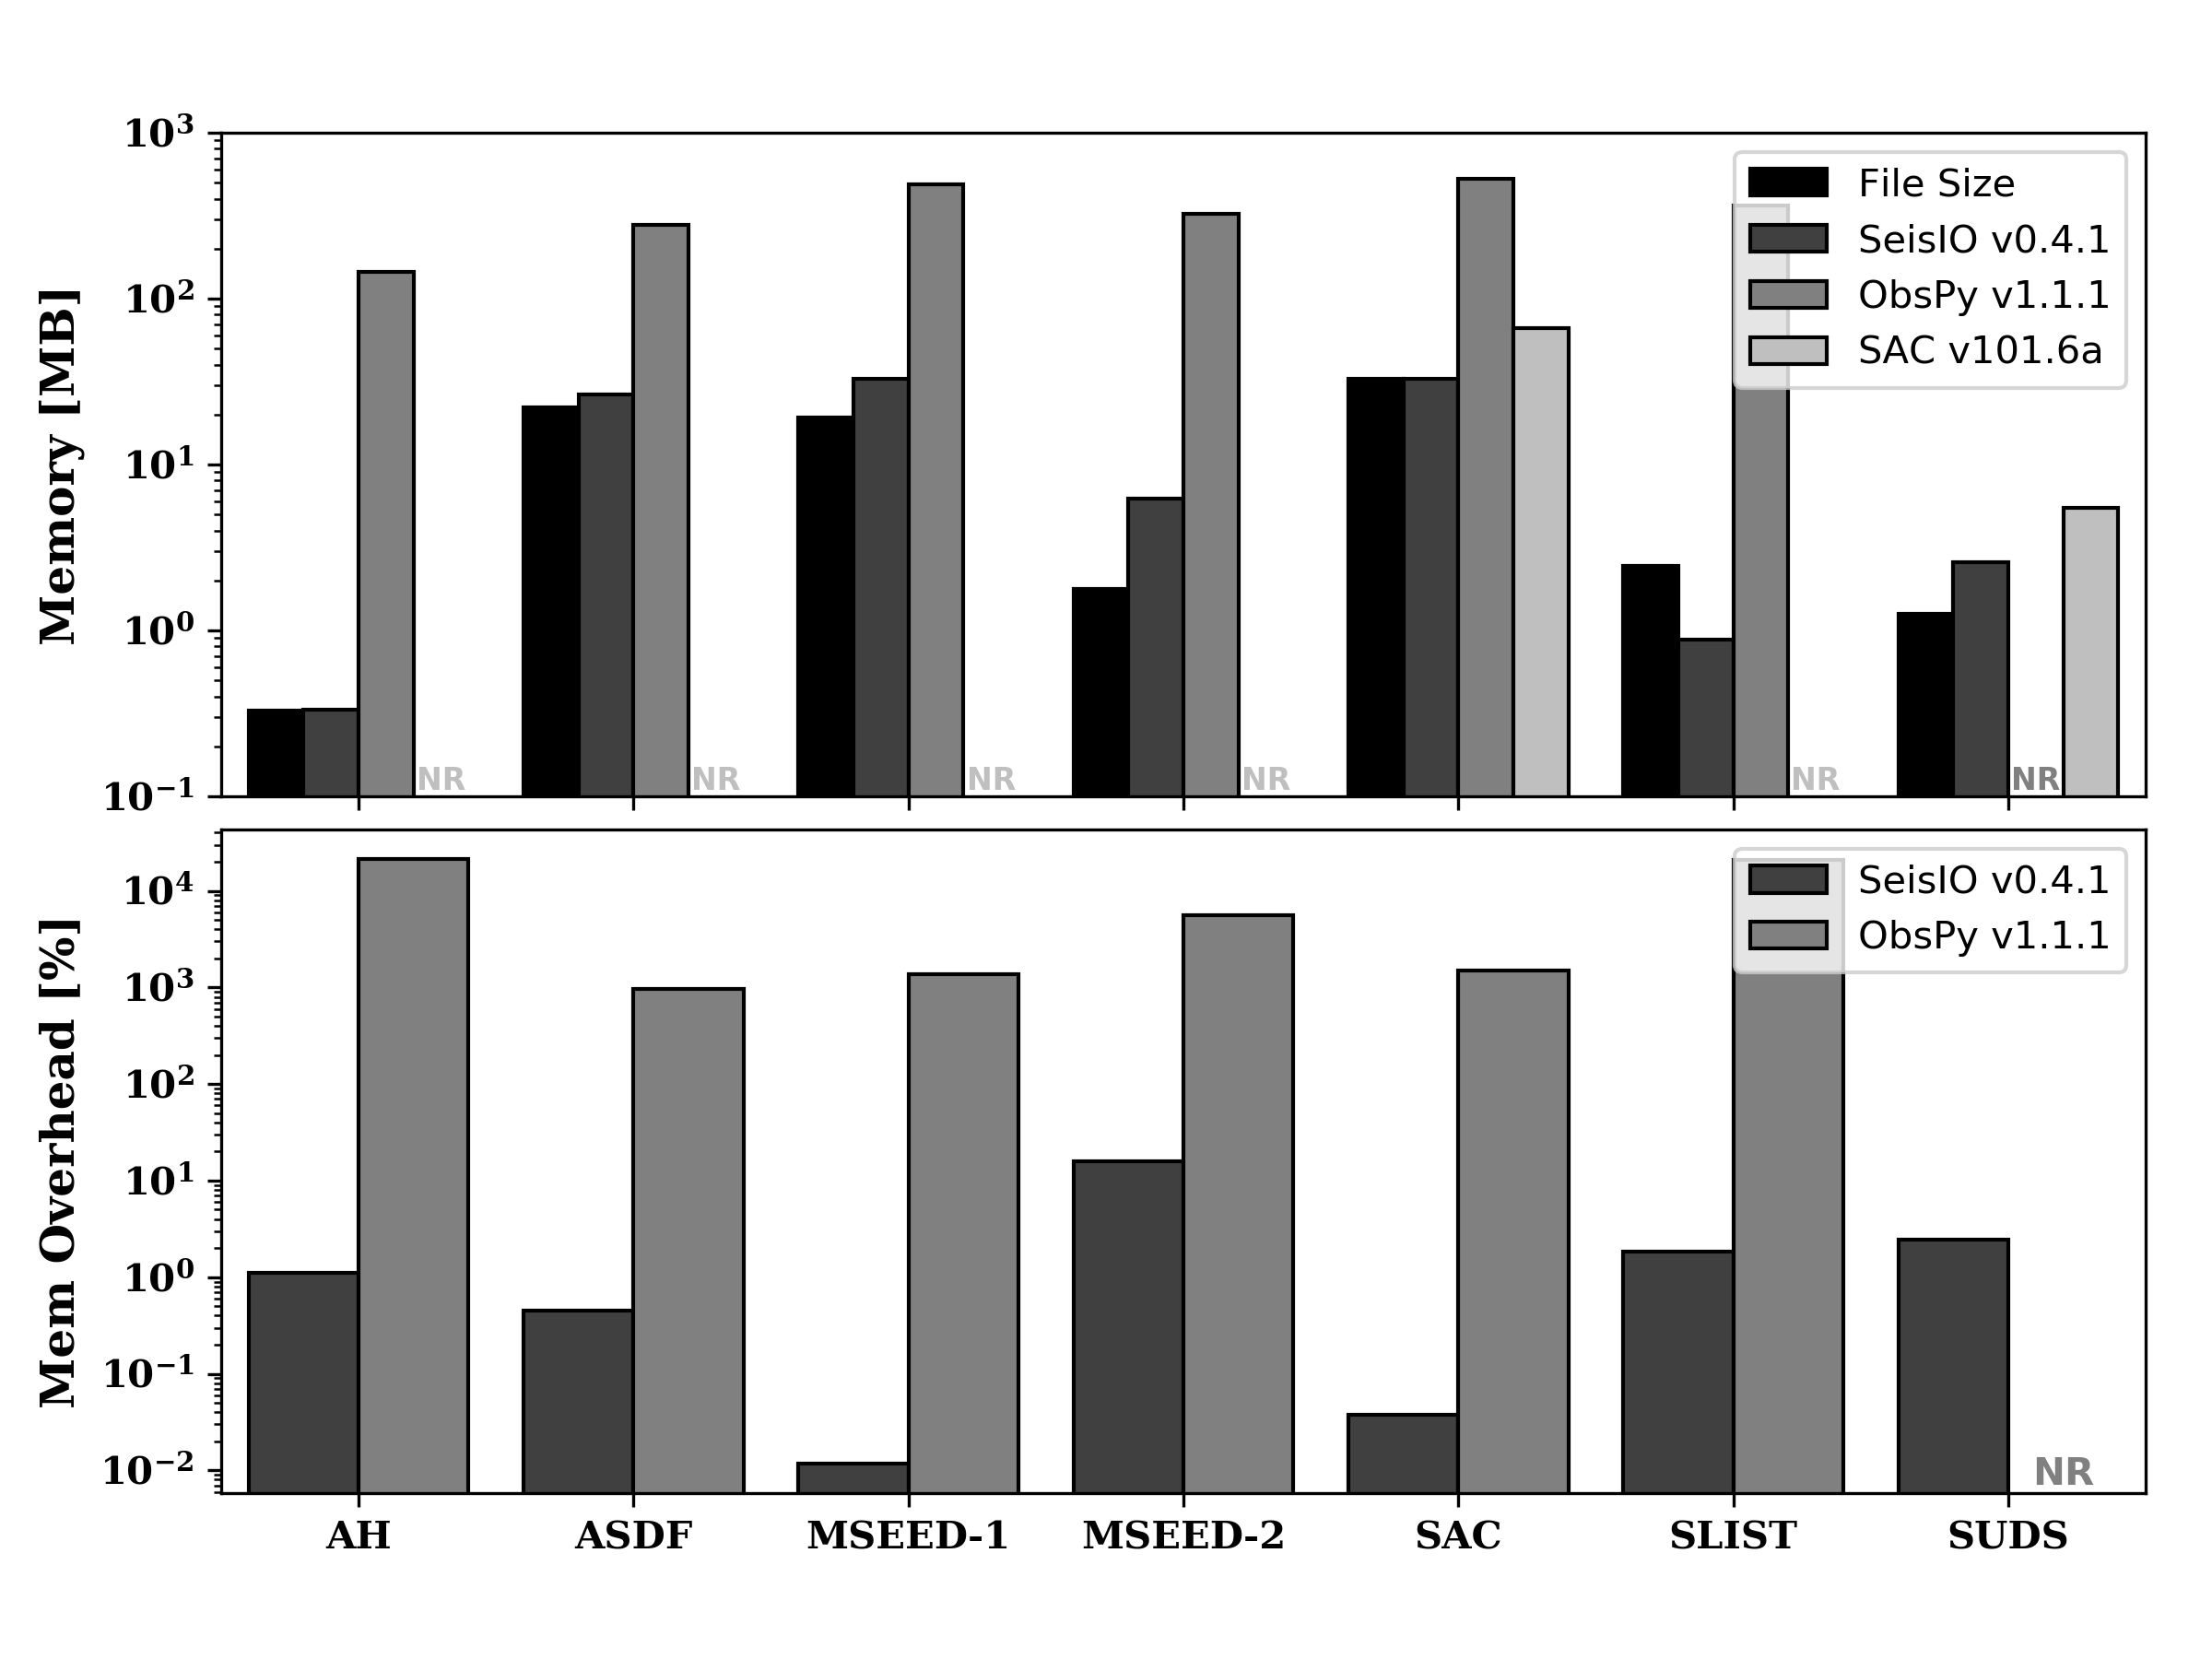 Memory [MB]
10³
10²
10¹
10⁰
10⁻¹
File Size
SeisIO v0.4.1
ObsPy v1.1.1
SAC v101.6a
NR NR NR NR NR NR
Mem Overhead [%]
10⁴
10³
10²
10¹
10⁰
10⁻¹
10⁻²
SeisIO v0.4.1
ObsPy v1.1.1
NR
AH ASDF MSEED-1 MSEED-2 SAC SLIST SUDS